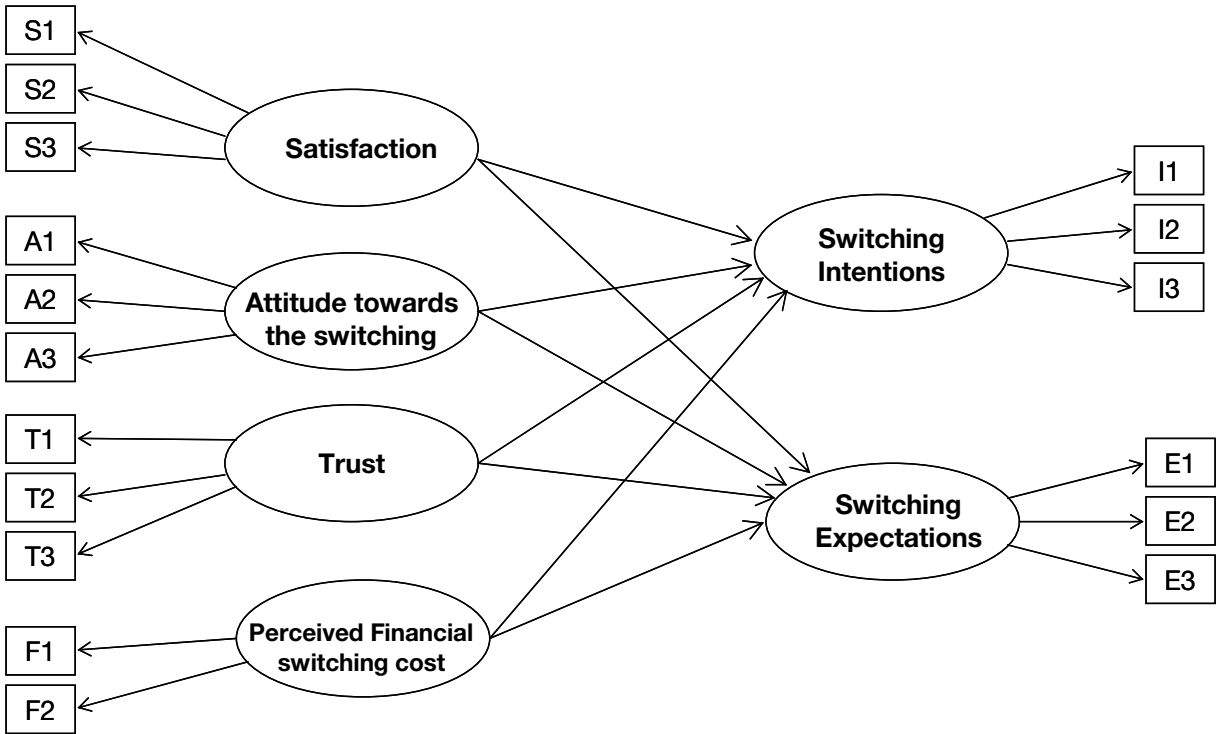 S1
S2
S3
Satisfaction
A1
A2
A3
Attitude towards
the switching
T1
T2
T3
Trust
F1
F2
Perceived Financial
switching cost
Switching
Intentions
I1
I2
I3
Switching
Expectations
E1
E2
E3